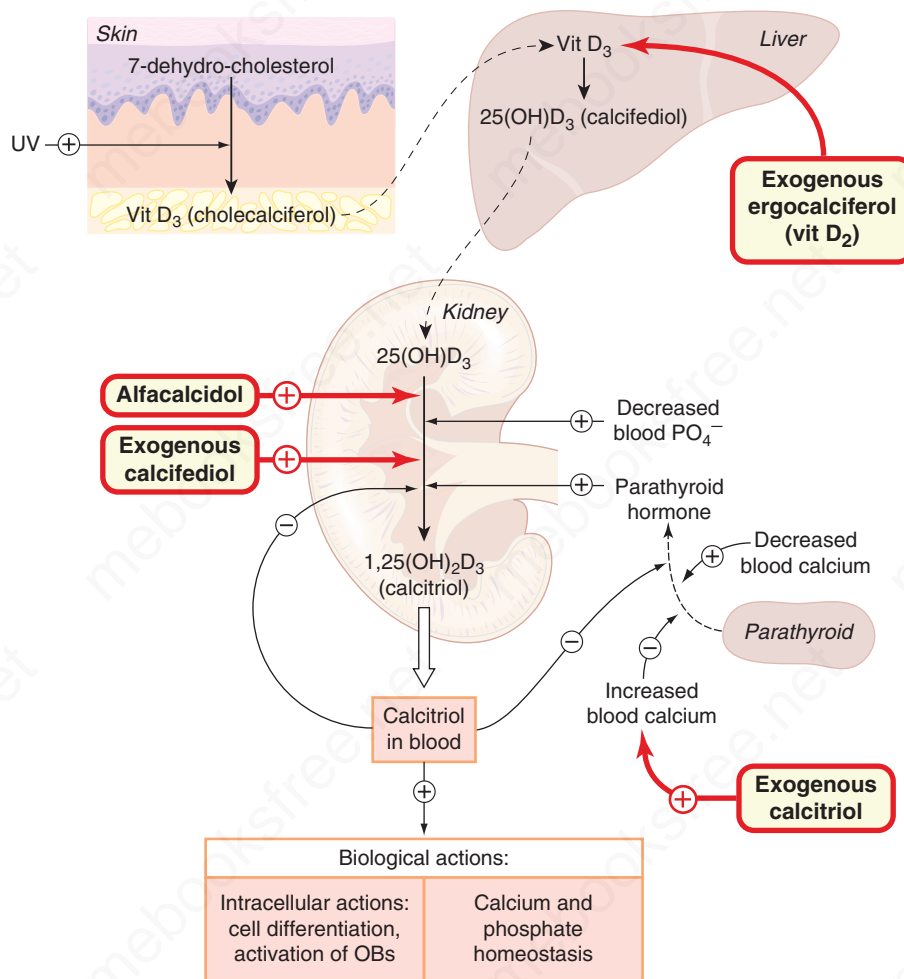 Skin
7-dehydro-cholesterol
UV
+
Vit D₃ (cholecalciferol)
Liver
Vit D₃
25(OH)D₃ (calcifediol)
Exogenous
ergocalciferol
(vit D₂)
Kidney
25(OH)D₃
Alfacalcidol
+
Exogenous
calcifediol
+
+
Decreased
blood PO₄⁻
+
Parathyroid
hormone
−
1,25(OH)₂D₃
(calcitriol)
+
Decreased
blood calcium
Parathyroid
−
−
Increased
blood calcium
Calcitriol
in blood
+
Exogenous
calcitriol
+
Biological actions:
Intracellular actions:
cell differentiation,
activation of OBs
Calcium and
phosphate
homeostasis
mebooksfree.net